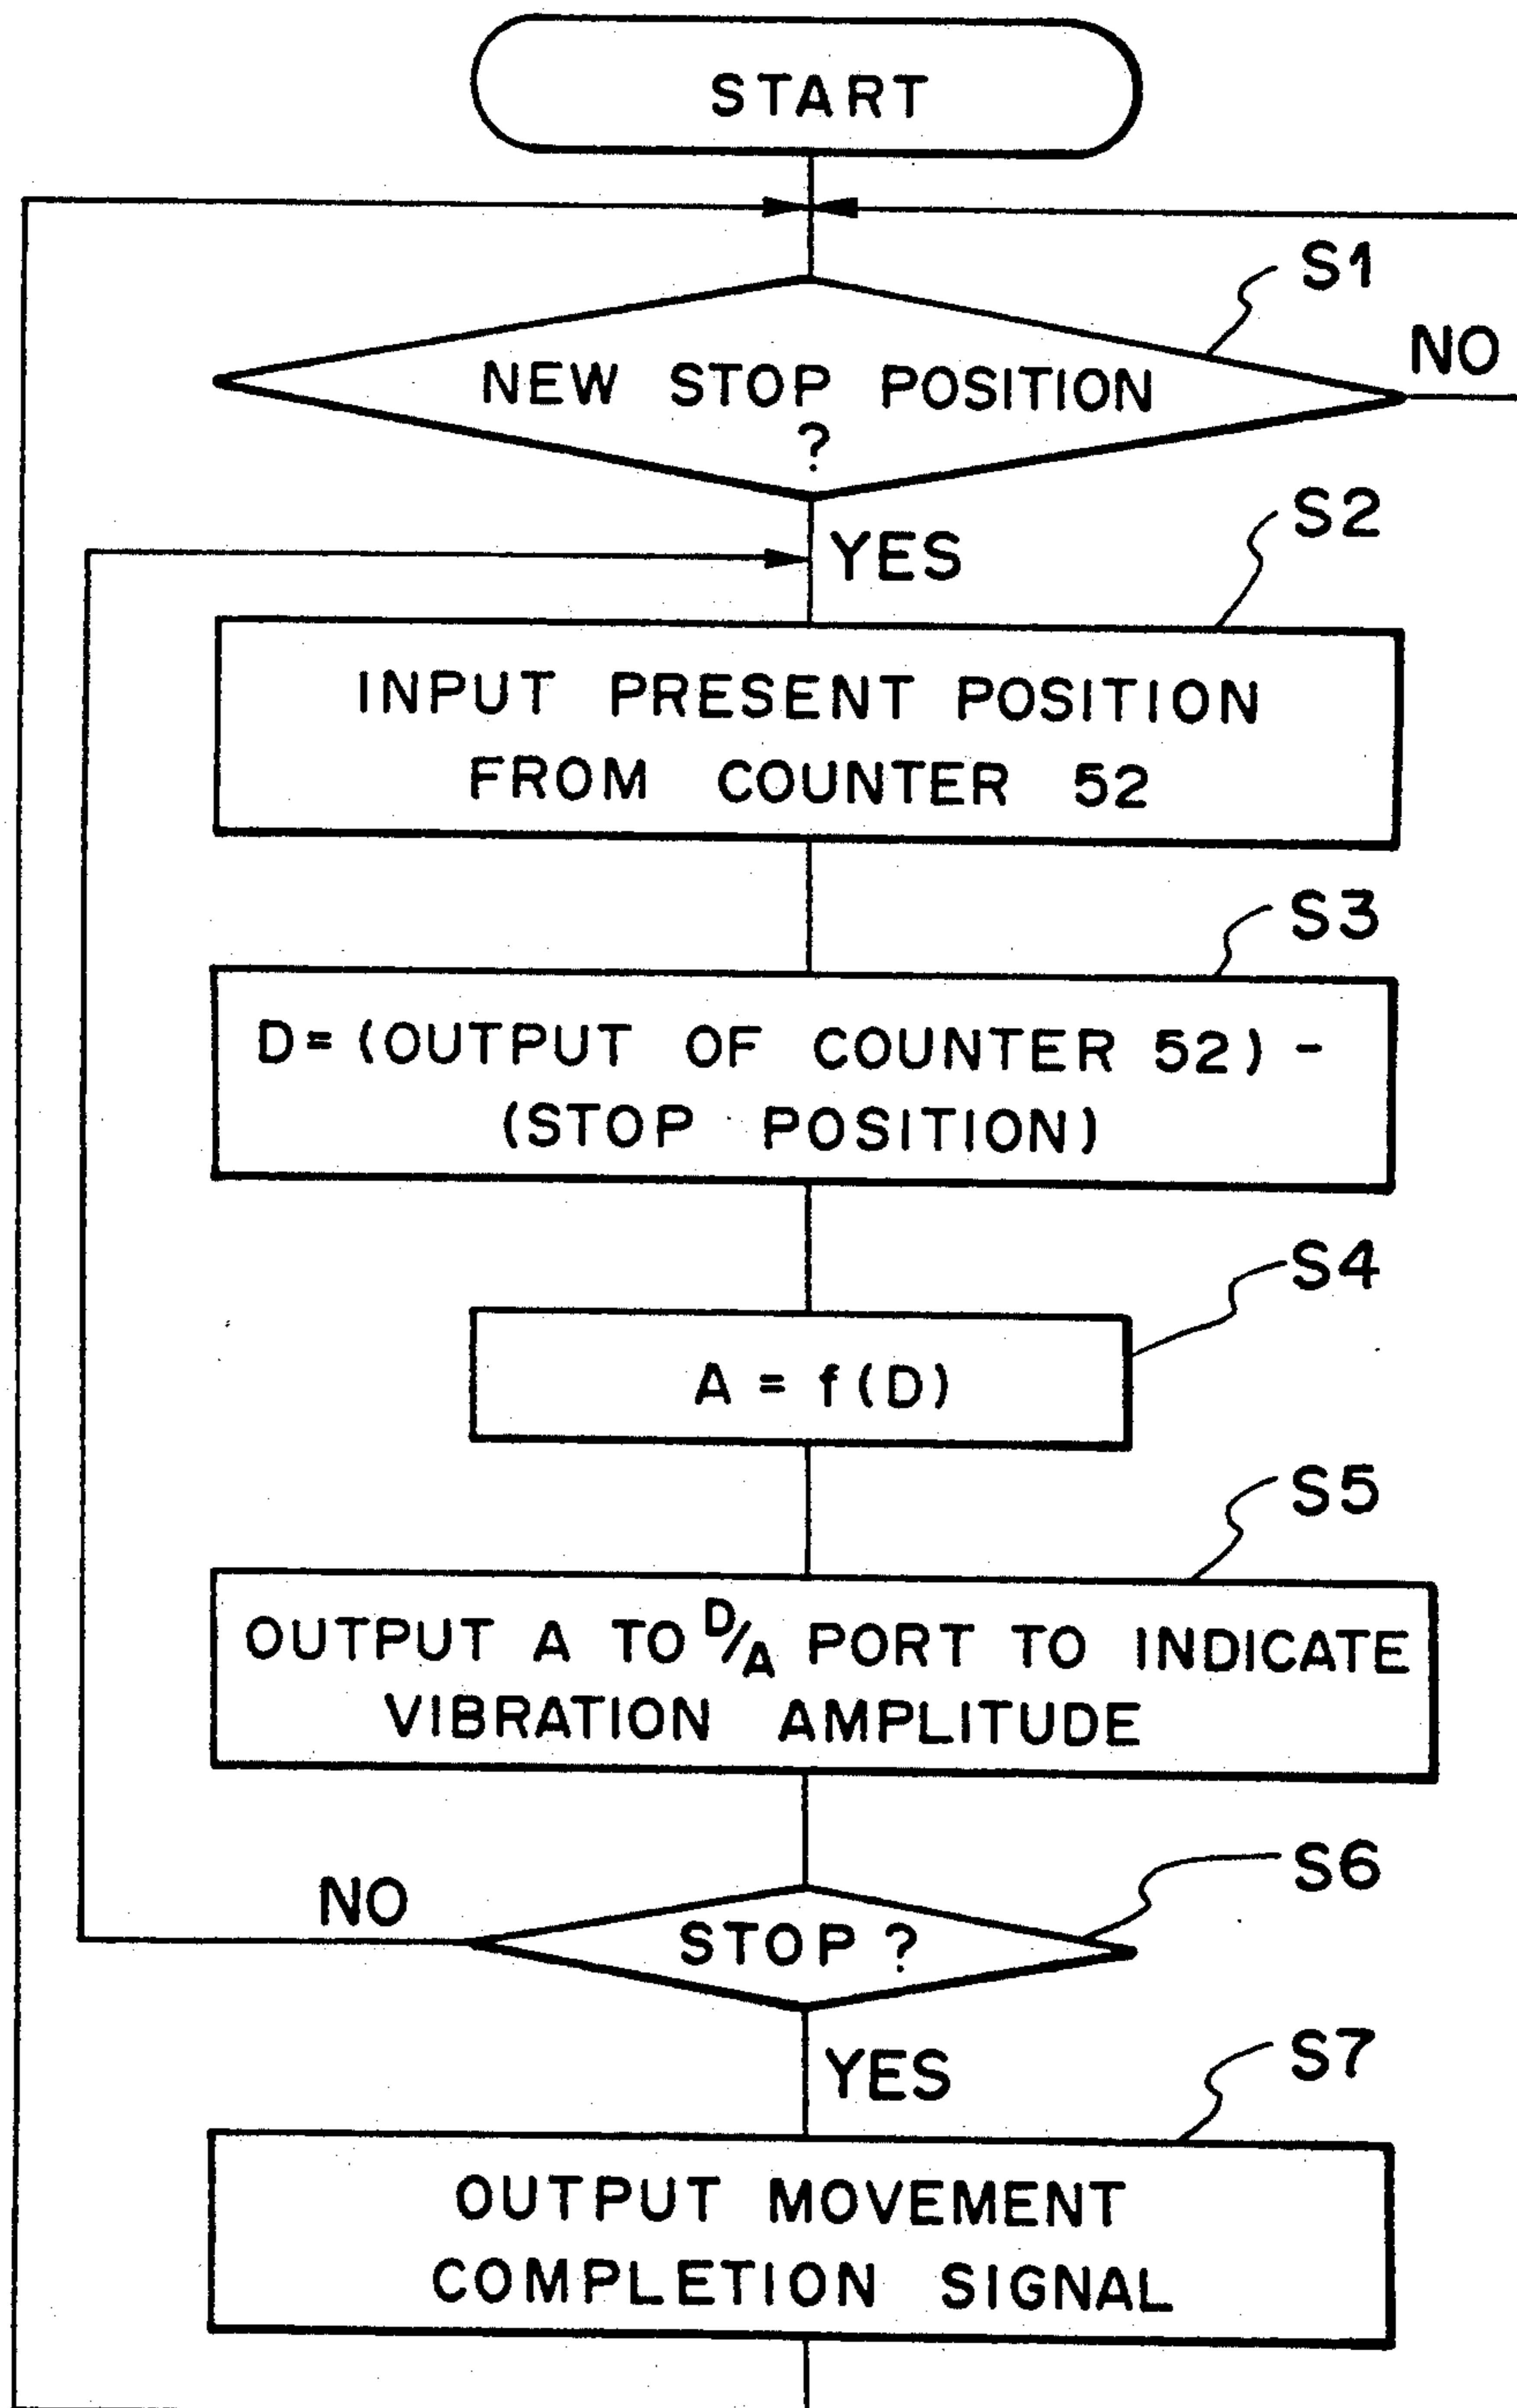 START
S1
NEW STOP POSITION
?
NO
YES
S2
INPUT PRESENT POSITION
FROM COUNTER 52
S3
D=(OUTPUT OF COUNTER 52)-
(STOP POSITION)
S4
A = f(D)
S5
OUTPUT A TO D/A PORT TO INDICATE
VIBRATION AMPLITUDE
S6
NO
STOP ?
YES
S7
OUTPUT MOVEMENT
COMPLETION SIGNAL